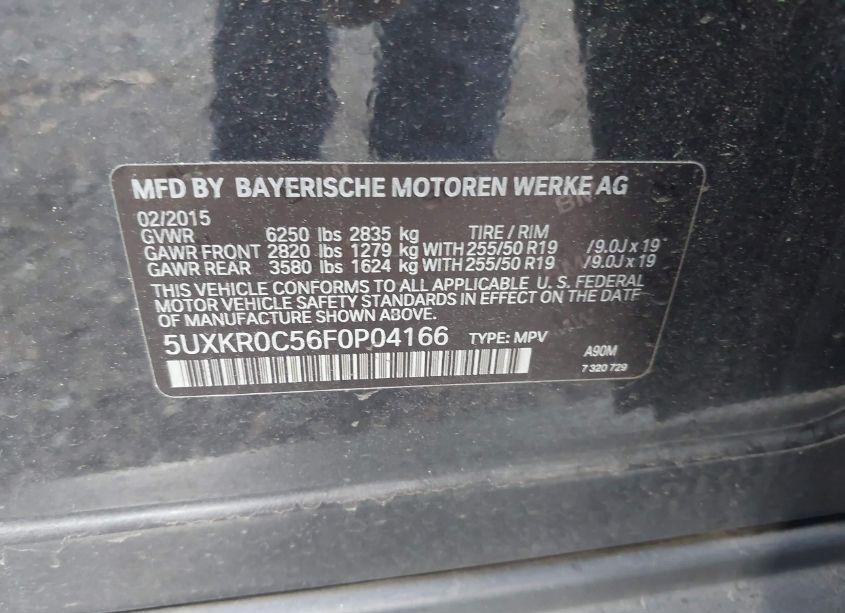 MFD BY BAYERISCHE MOTOREN WERKE AG
02/2015
GVWR 6250 lbs 2835 kg TIRE / RIM
GAWR FRONT 2820 lbs 1279 kg WITH 255/50 R19 /9.0J x 19
GAWR REAR 3580 lbs 1624 kg WITH 255/50 R19 /9.0J x 19
THIS VEHICLE CONFORMS TO ALL APPLICABLE U. S. FEDERAL
MOTOR VEHICLE SAFETY STANDARDS IN EFFECT ON THE DATE
OF MANUFACTURE SHOWN ABOVE.
5UXKR0C56F0P04166 TYPE: MPV
A90M
7 320 729